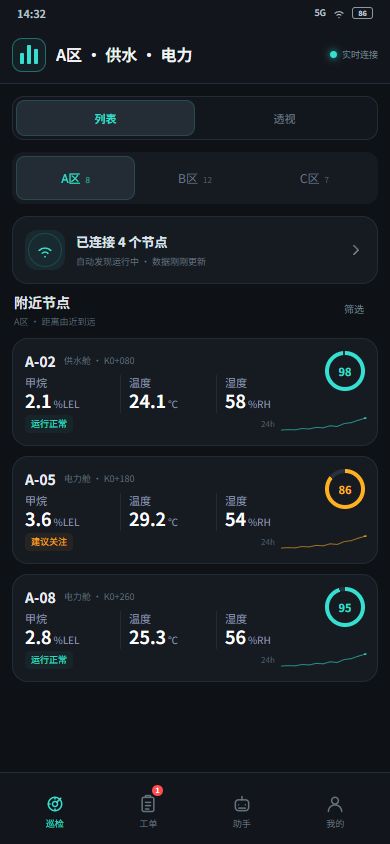 14:32
5G
86
A区 · 供水 · 电力
实时连接
列表
透视
A区 8
B区 12
C区 7
已连接 4 个节点
自动发现运行中 · 数据刚刚更新
附近节点
筛选
A区 · 距离由近到远
A-02 供水舱 · K0+080
98
甲烷 温度 湿度
2.1 %LEL 24.1 °C 58 %RH
运行正常
24h
A-05 电力舱 · K0+180
86
甲烷 温度 湿度
3.6 %LEL 29.2 °C 54 %RH
建议关注
24h
A-08 电力舱 · K0+260
95
甲烷 温度 湿度
2.8 %LEL 25.3 °C 56 %RH
运行正常
24h
1
巡检
工单
助手
我的